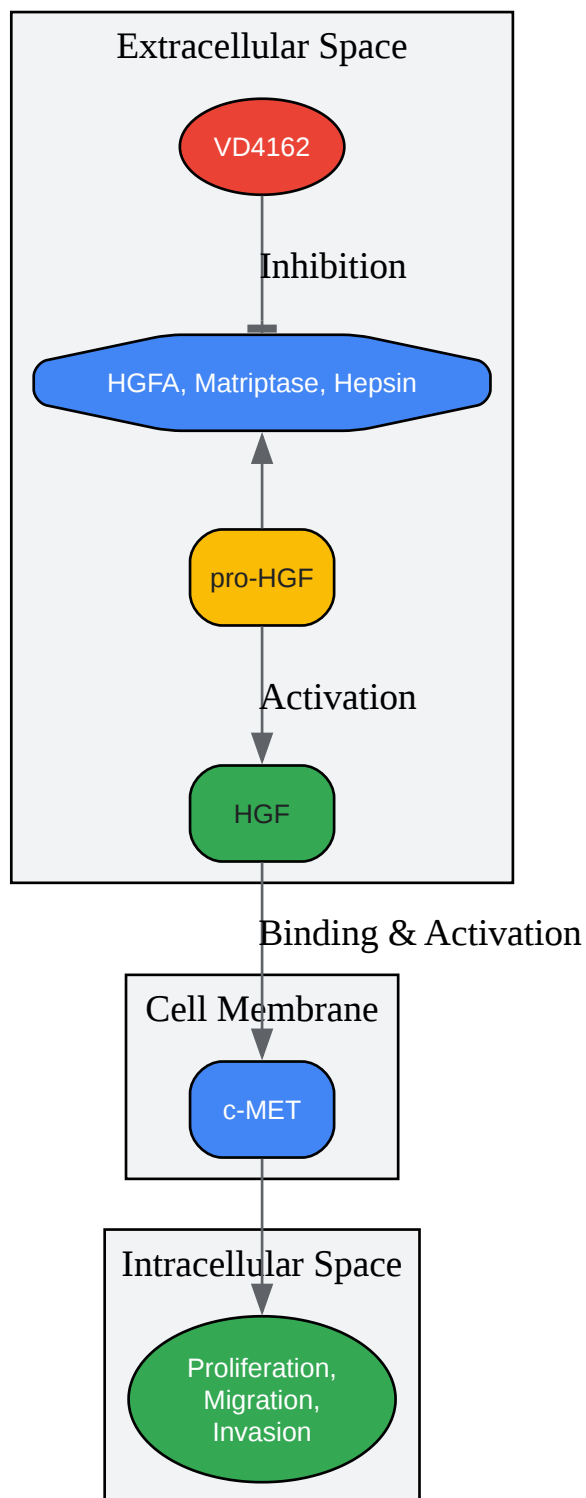 Extracellular Space
VD4162
Inhibition
HGFA, Matriptase, Hepsin
pro-HGF
Activation
HGF
Binding & Activation
Cell Membrane
c-MET
Intracellular Space
Proliferation,
Migration,
Invasion